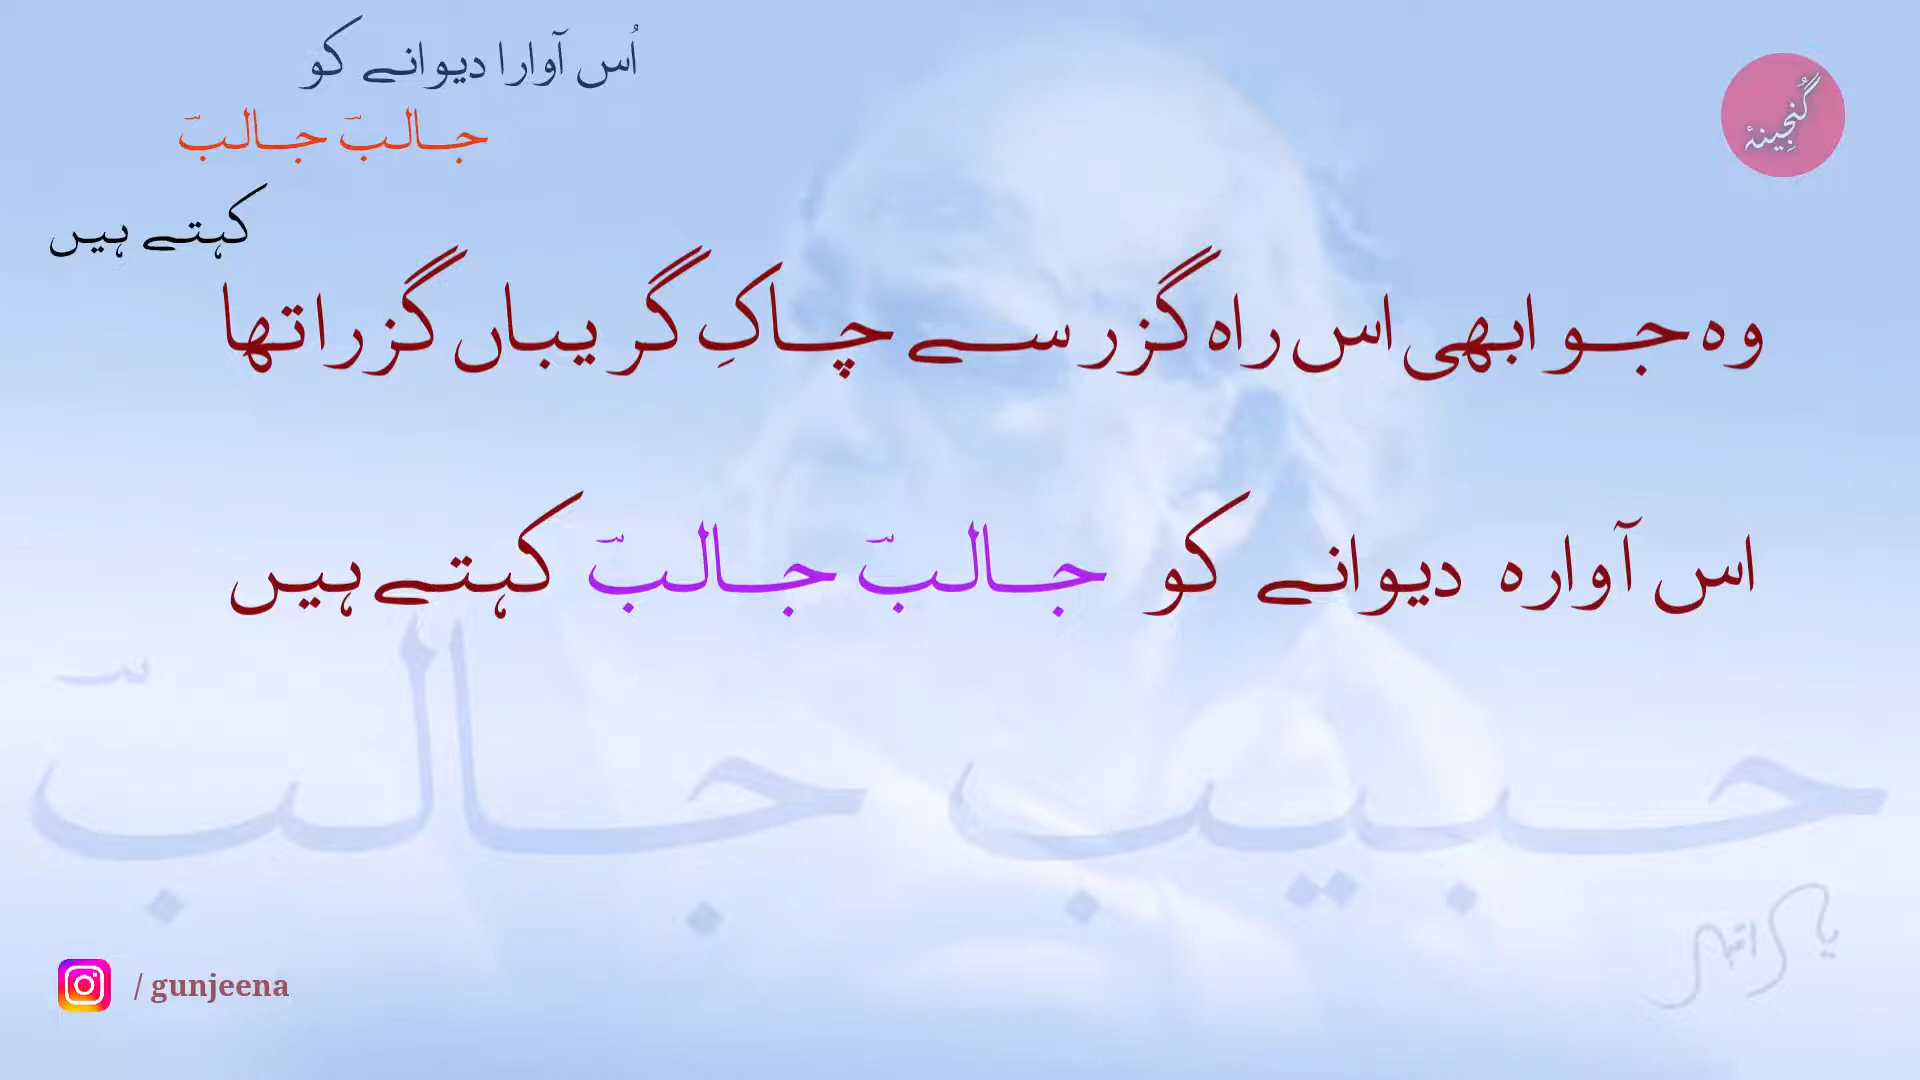 اُس آوارا دیوانے کو
جالبؔ جالبؔ
کہتے ہیں
گنجینۂ
وہ جو ابھی اس راہ گزر سے چاکِ گریباں گزرا تھا
اس آوارہ دیوانے کو جالبؔ جالبؔ کہتے ہیں
حبیب جالبؔ
/ gunjeena